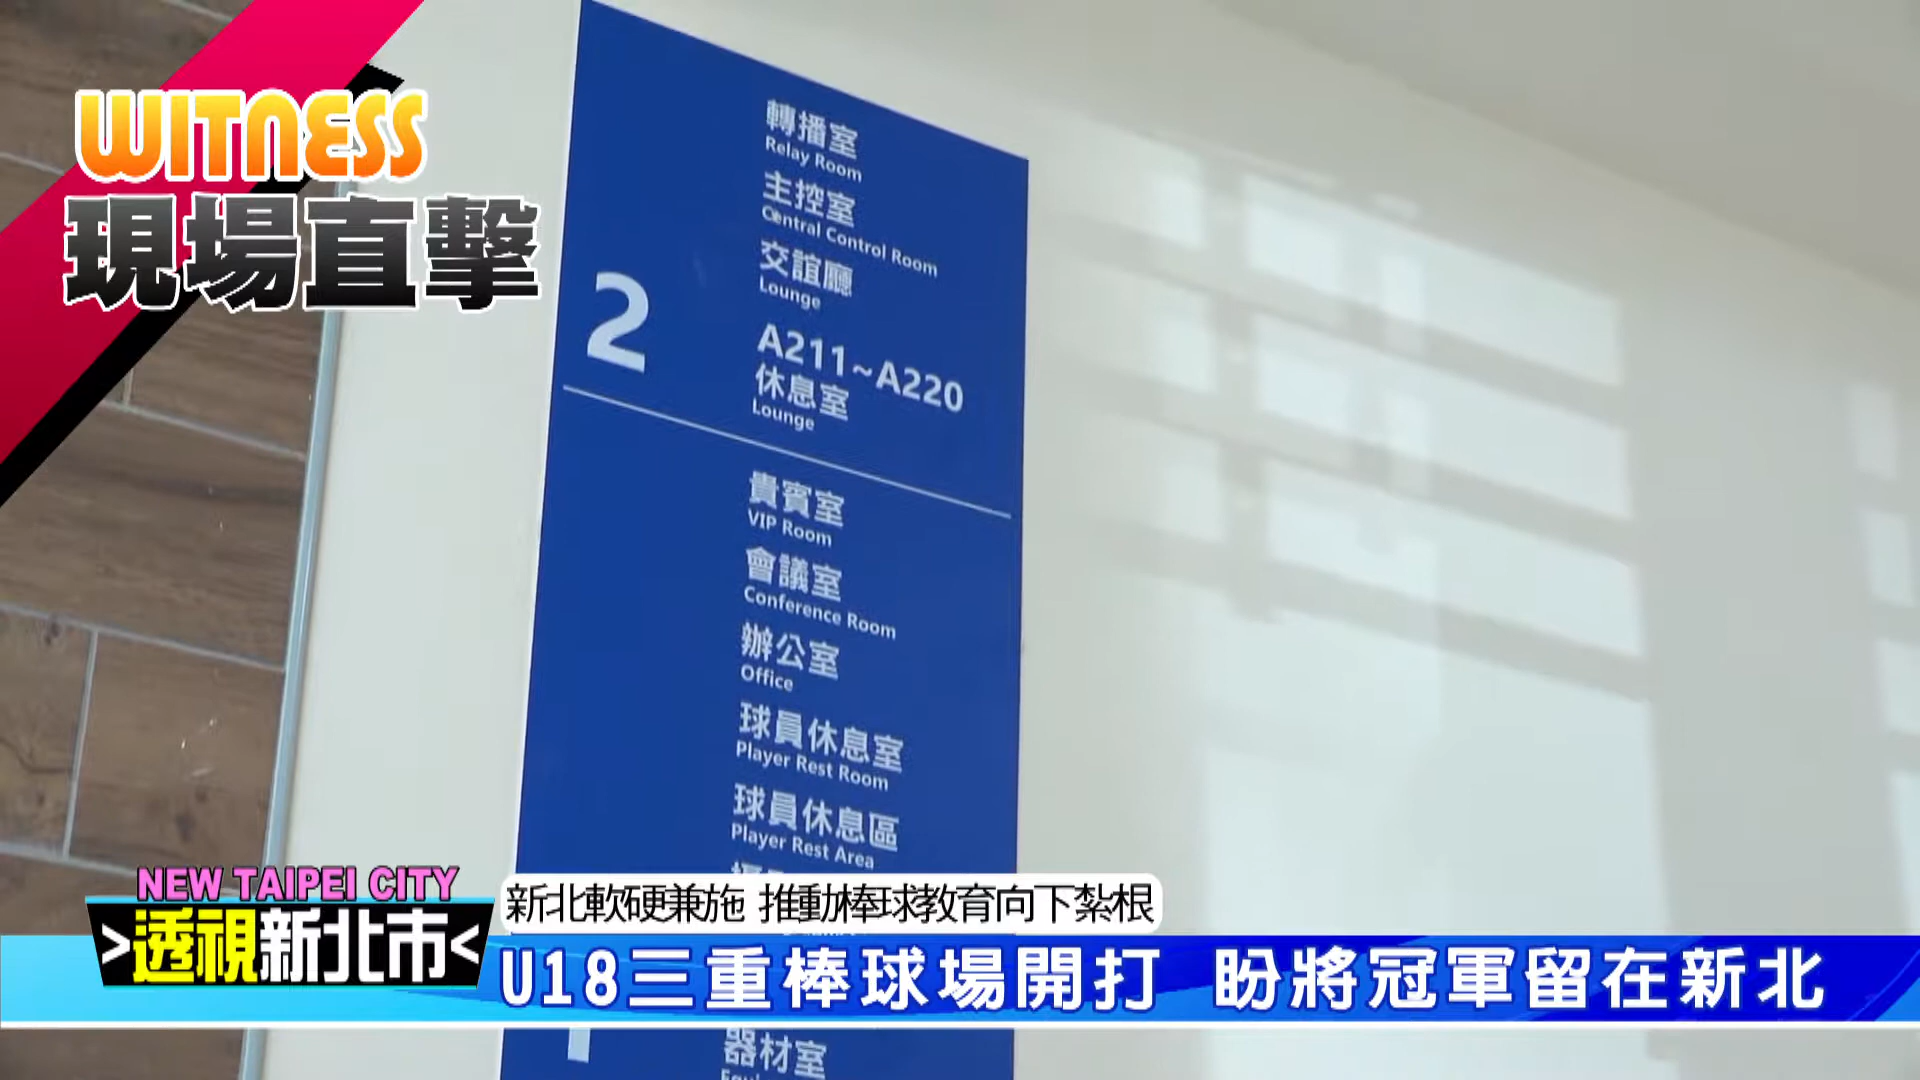 WITNESS
現場直擊
轉播室
Relay Room
主控室
Central Control Room
交誼廳
Lounge
2
A211~A220
休息室
Lounge
貴賓室
VIP Room
會議室
Conference Room
辦公室
Office
球員休息室
Player Rest Room
球員休息區
Player Rest Area
NEW TAIPEI CITY
>透視新北市<
新北軟硬兼施 推動棒球教育向下紮根
U18三重棒球場開打 盼將冠軍留在新北
器材室